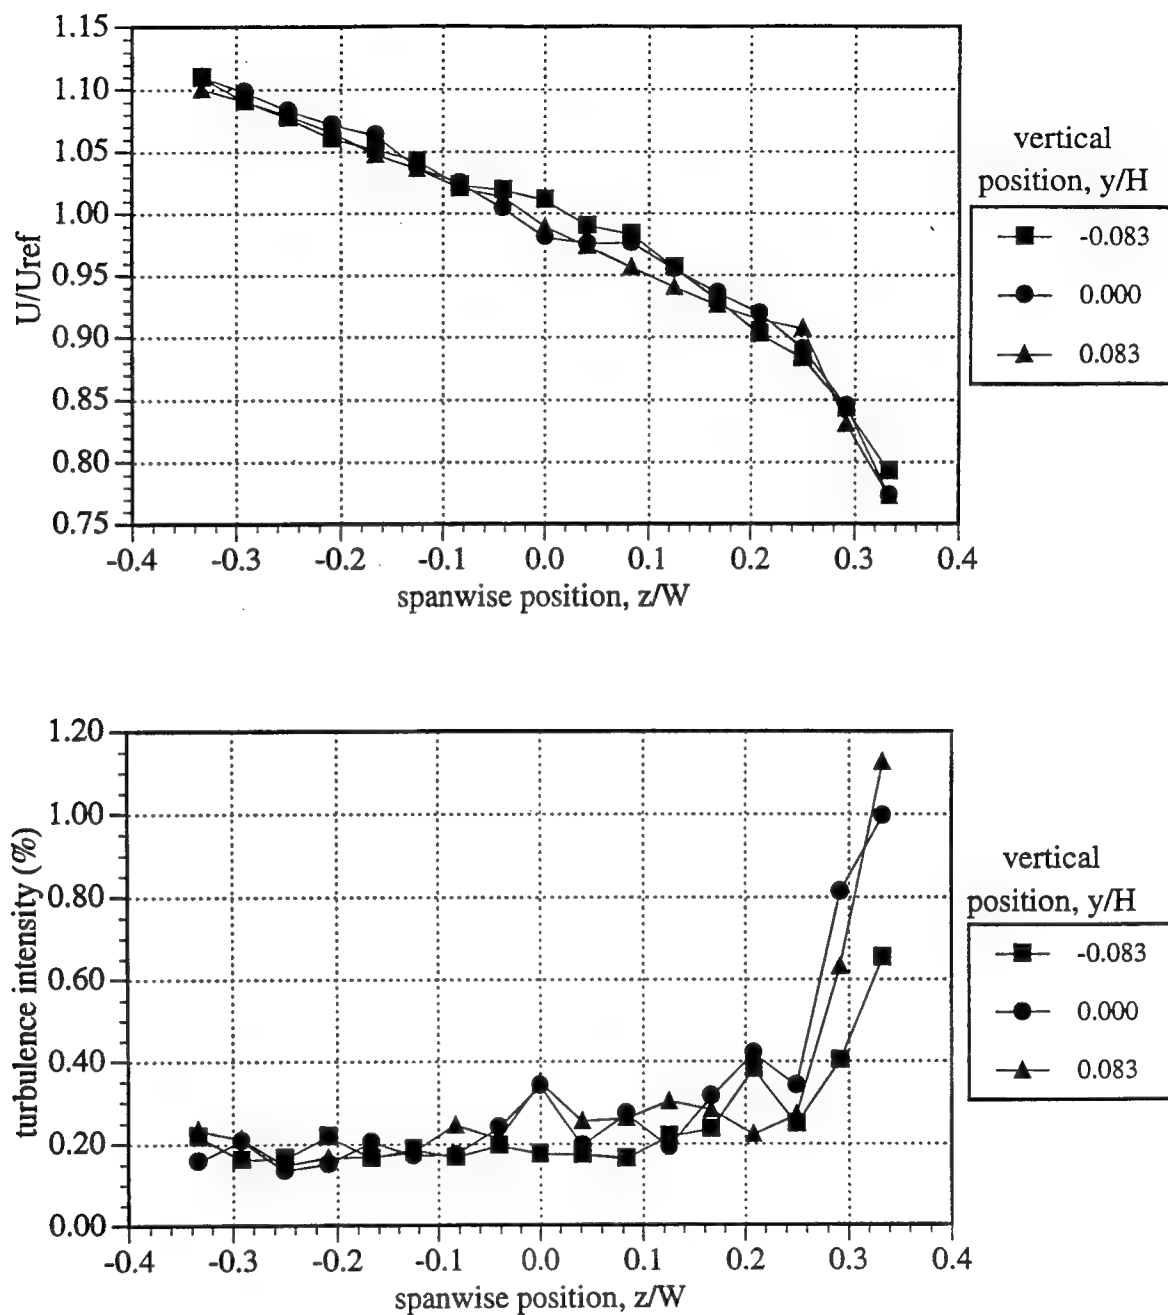 1.15
1.10
1.05
1.00
0.95
0.90
0.85
0.80
0.75
U/Uref
-0.4 -0.3 -0.2 -0.1 0.0 0.1 0.2 0.3 0.4
spanwise position, z/W
vertical
position, y/H
-0.083
0.000
0.083
1.20
1.00
0.80
0.60
0.40
0.20
0.00
turbulence intensity (%)
-0.4 -0.3 -0.2 -0.1 0.0 0.1 0.2 0.3 0.4
spanwise position, z/W
vertical
position, y/H
-0.083
0.000
0.083